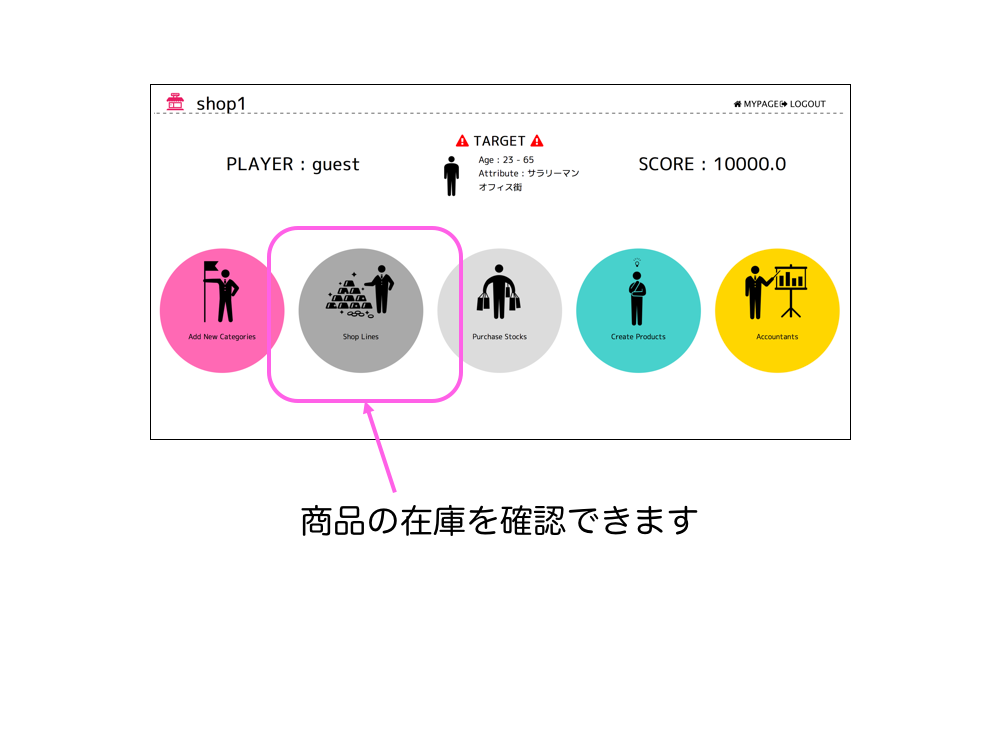 shop1
MYPAGE LOGOUT
TARGET
PLAYER : guest
Age : 23 - 65
Attribute : サラリーマン
オフィス街
SCORE : 10000.0
Add New Categories
Shop Lines
Purchase Stocks
Create Products
Accountants
商品の在庫を確認できます